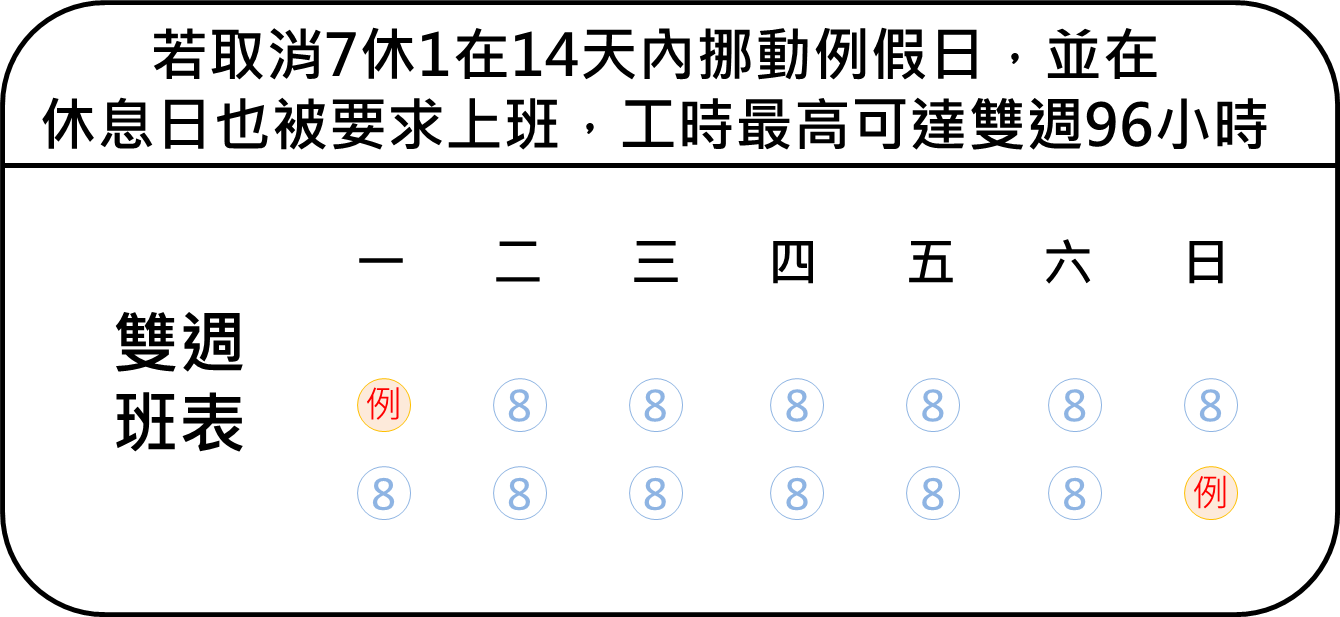 若取消7休1在14天內挪動例假日，並在
休息日也被要求上班，工時最高可達雙週96小時
一 二 三 四 五 六 日
雙週
班表
例 8 8 8 8 8 8
8 8 8 8 8 8 例